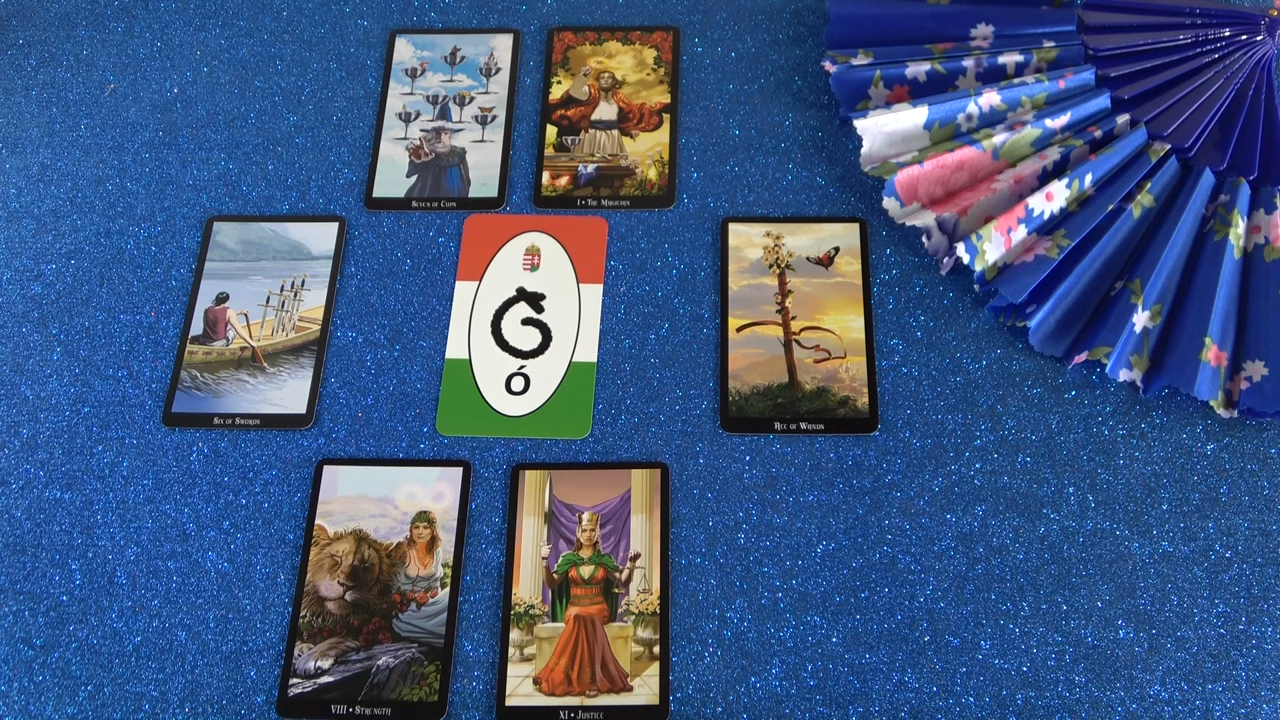 Seven of Cups
I • The Magician
Six of Swords
Ó
Ace of Wands
VIII • Strength
XI • Justice